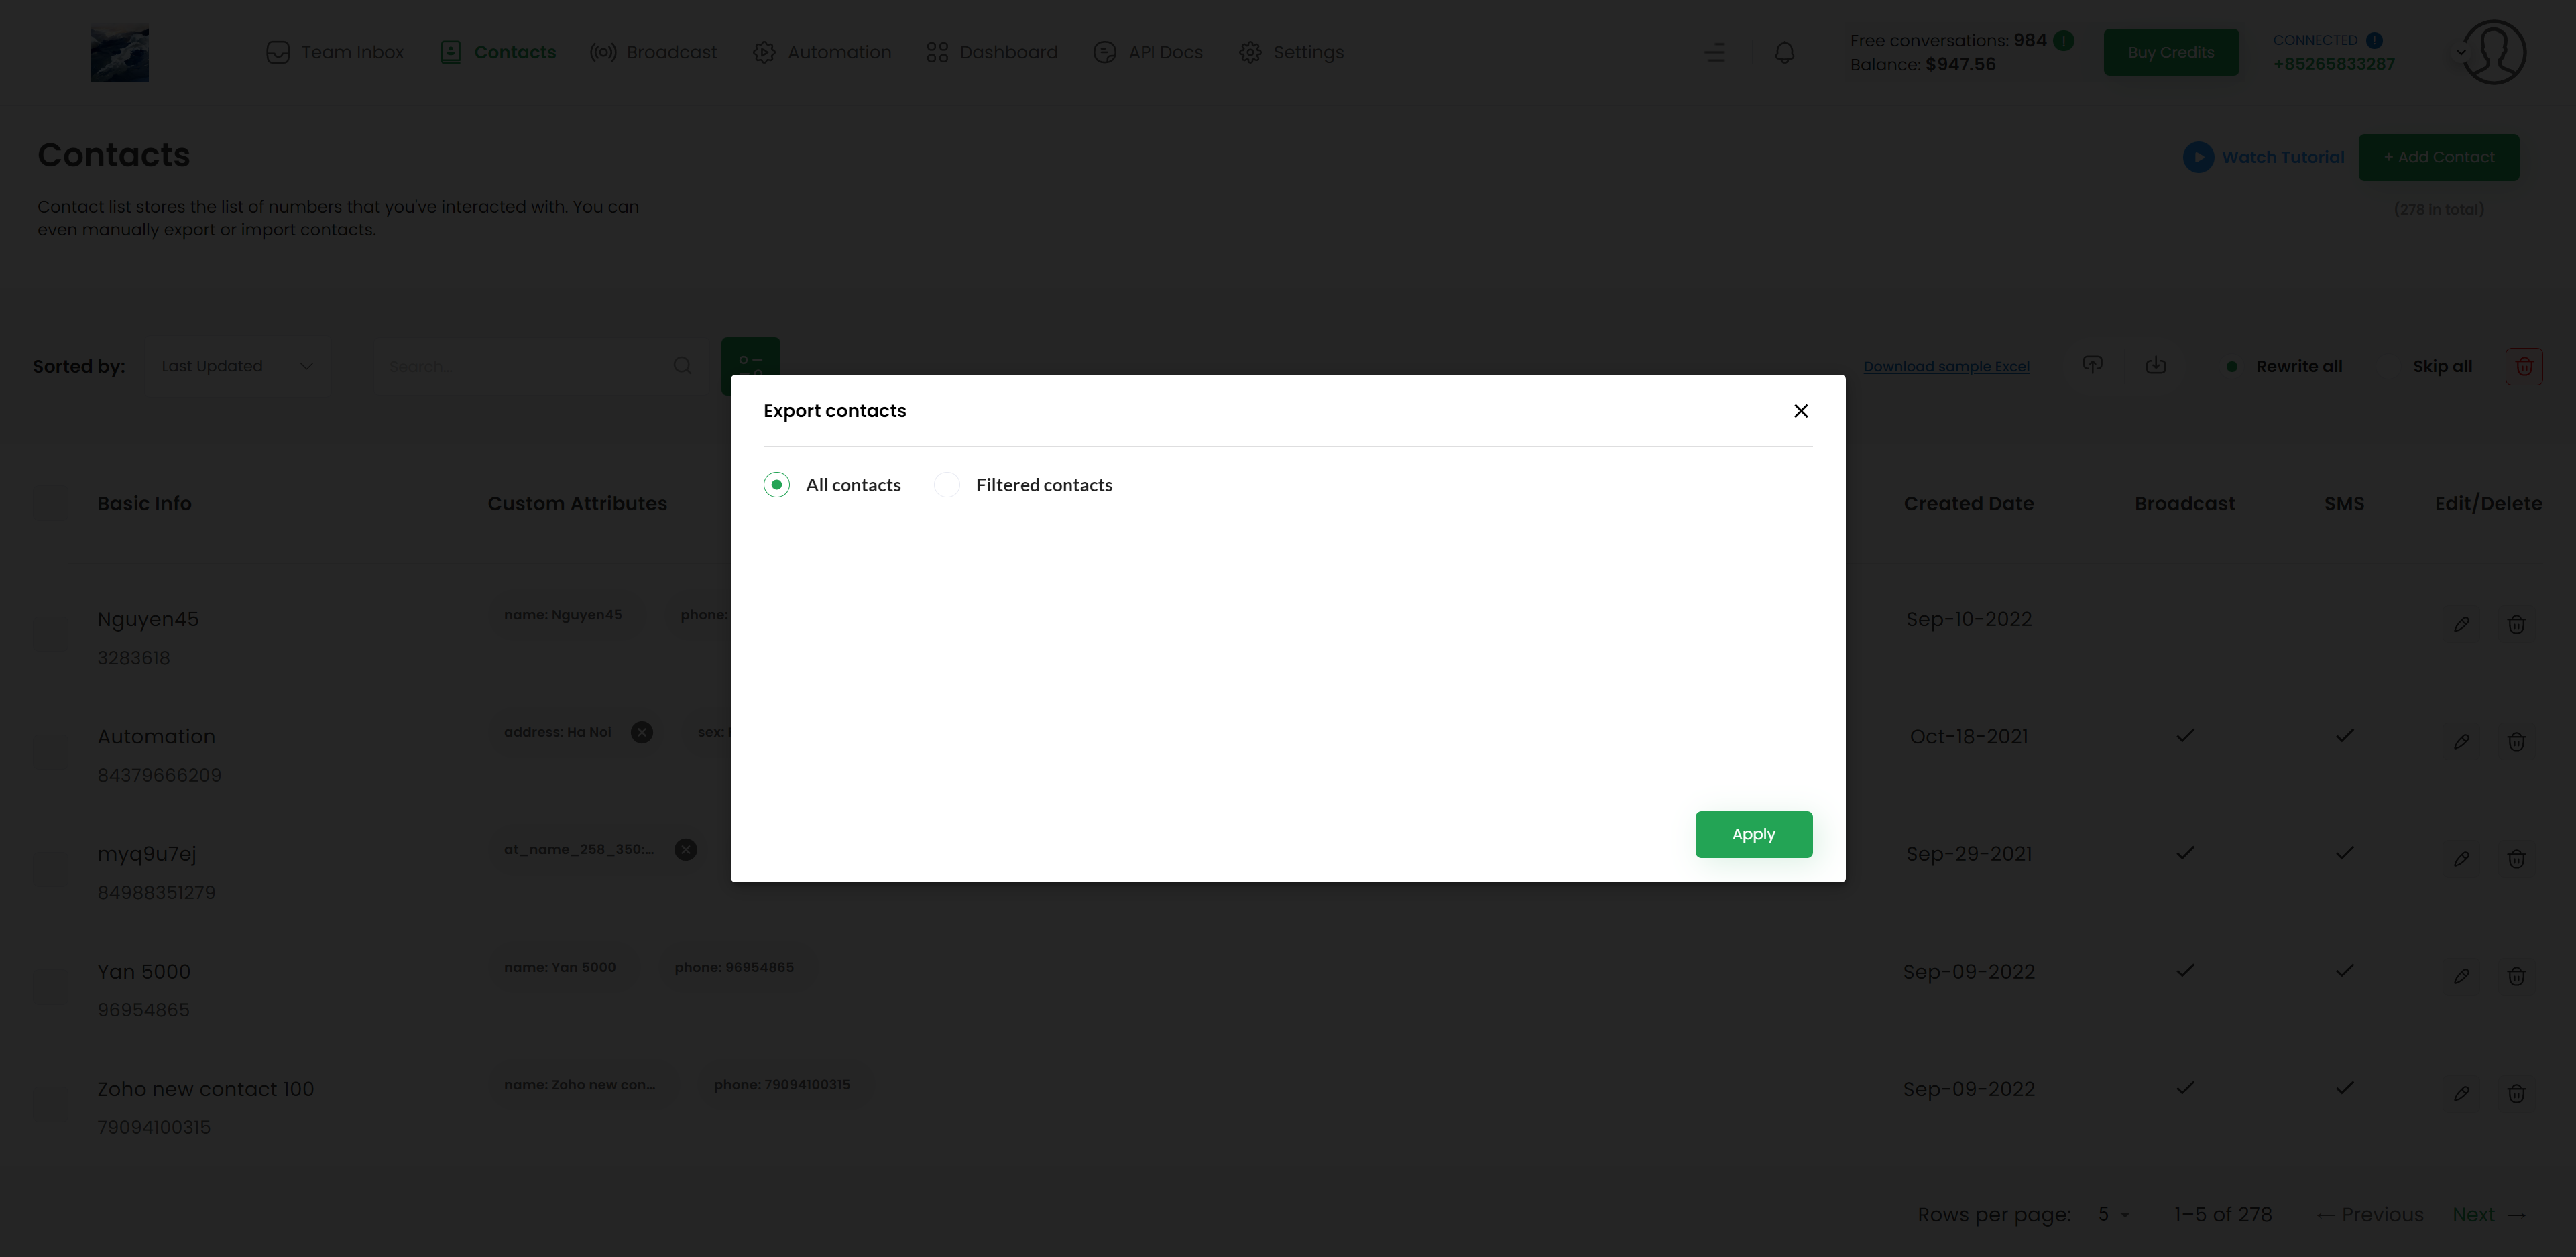 Team Inbox
Contacts
Broadcast
Automation
Dashboard
API Docs
Settings
Free conversations: 984
Balance: $947.56
Buy Credits
CONNECTED
+85265833287
Contacts
Watch Tutorial
+ Add Contact
Contact list stores the list of numbers that you've interacted with. You can
even manually export or import contacts.
(278 in total)
Sorted by:
Last Updated
Search...
Download sample Excel
Rewrite all
Skip all
Export contacts
All contacts
Filtered contacts
Apply
Basic Info
Custom Attributes
Created Date
Broadcast
SMS
Edit/Delete
Nguyen45
3283618
name: Nguyen45
phone:
Sep-10-2022
Automation
84379666209
address: Ha Noi
sex:
Oct-18-2021
myq9u7ej
84988351279
at_name_258_350:...
Sep-29-2021
Yan 5000
96954865
name: Yan 5000
phone: 96954865
Sep-09-2022
Zoho new contact 100
79094100315
name: Zoho new con...
phone: 79094100315
Sep-09-2022
Rows per page:
5
1–5 of 278
← Previous
Next →